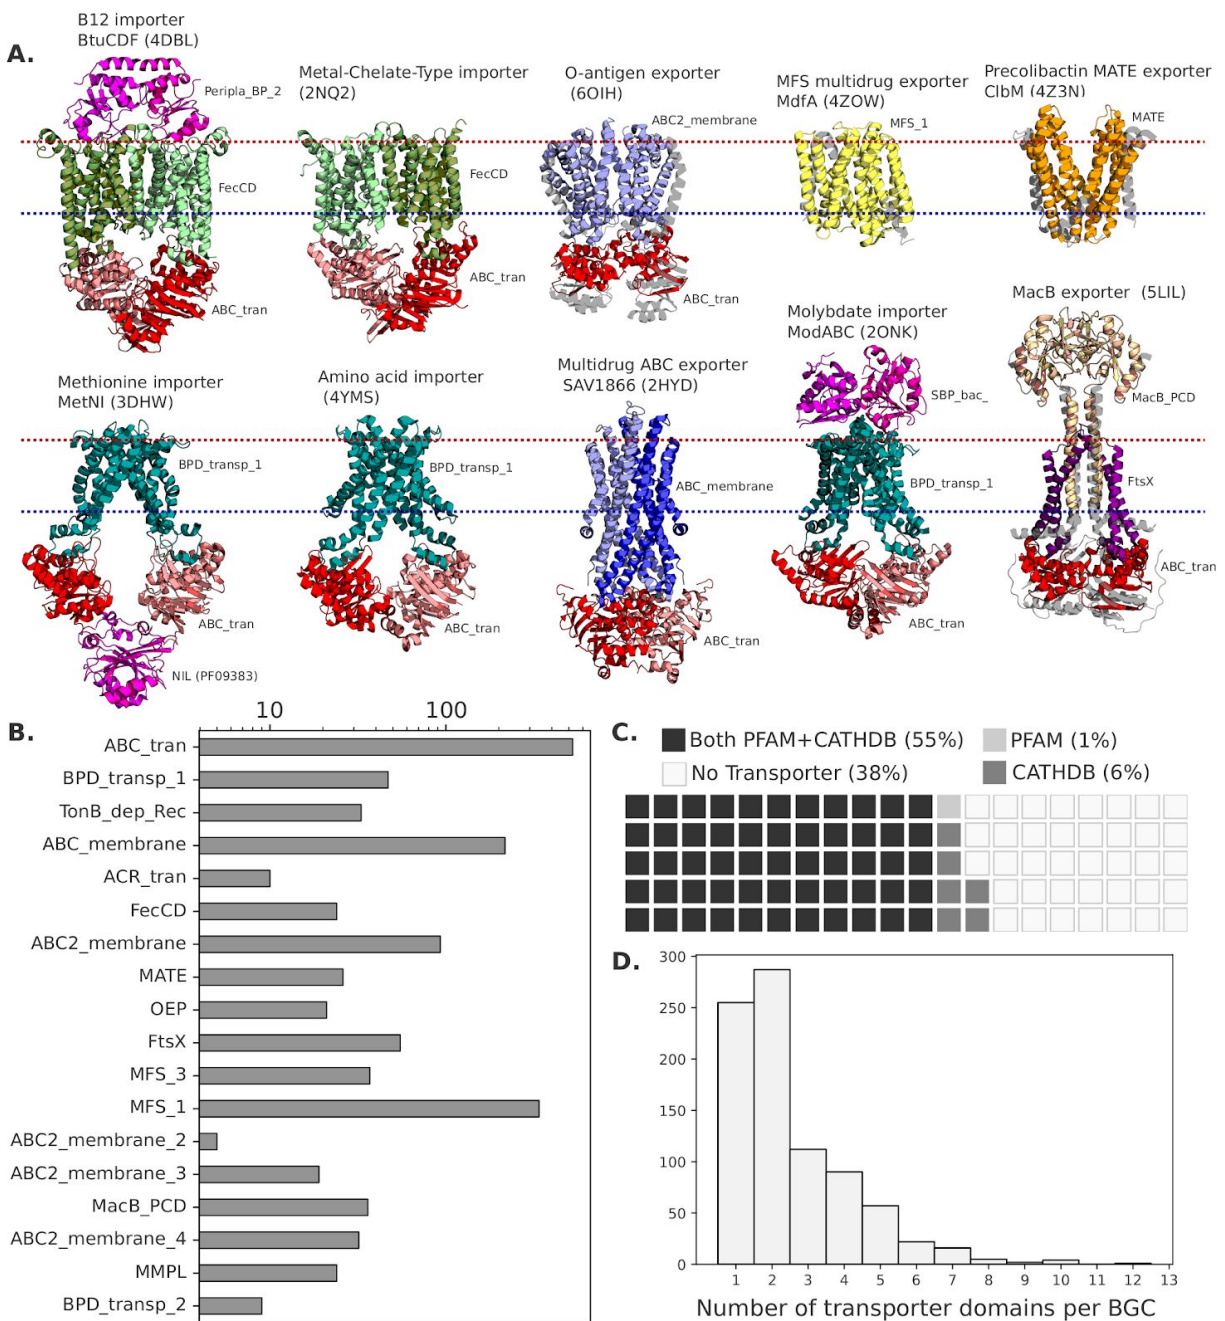 A.
B12 importer
BtuCDF (4DBL)
Peripla_BP_2
FecCD
ABC_tran
Metal-Chelate-Type importer
(2NQ2)
FecCD
ABC_tran
O-antigen exporter
(6OIH)
ABC2_membrane
ABC_tran
MFS multidrug exporter
MdfA (4ZOW)
MFS_1
Precolibactin MATE exporter
ClbM (4Z3N)
MATE
Methionine importer
MetNI (3DHW)
BPD_transp_1
ABC_tran
NIL (PF09383)
Amino acid importer
(4YMS)
BPD_transp_1
ABC_tran
Multidrug ABC exporter
SAV1866 (2HYD)
ABC_membrane
ABC_tran
Molybdate importer
ModABC (2ONK)
SBP_bac_
BPD_transp_1
ABC_tran
MacB exporter (5LIL)
MacB_PCD
FtsX
ABC_tran
B.
10 100
ABC_tran
BPD_transp_1
TonB_dep_Rec
ABC_membrane
ACR_tran
FecCD
ABC2_membrane
MATE
OEP
FtsX
MFS_3
MFS_1
ABC2_membrane_2
ABC2_membrane_3
MacB_PCD
ABC2_membrane_4
MMPL
BPD_transp_2
C.
Both PFAM+CATHDB (55%) PFAM (1%)
No Transporter (38%) CATHDB (6%)
D.
300
250
200
150
100
50
0
1 2 3 4 5 6 7 8 9 10 11 12 13
Number of transporter domains per BGC